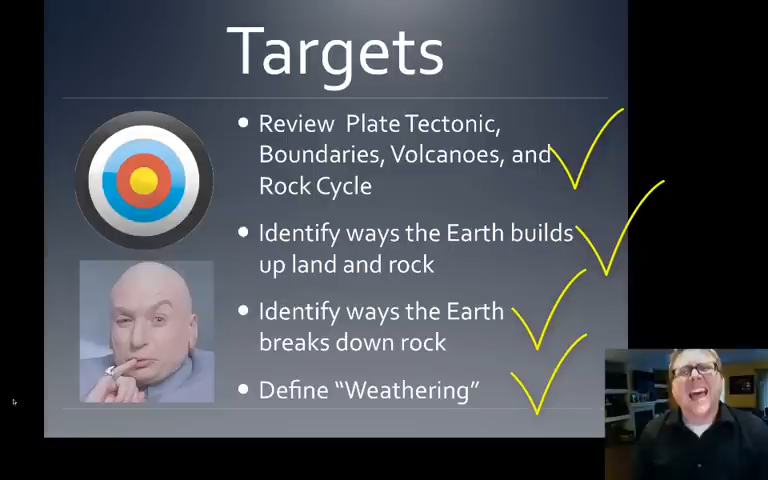 Targets
Review Plate Tectonic,
Boundaries, Volcanoes, and
Rock Cycle
Identify ways the Earth builds
up land and rock
Identify ways the Earth
breaks down rock
Define “Weathering”